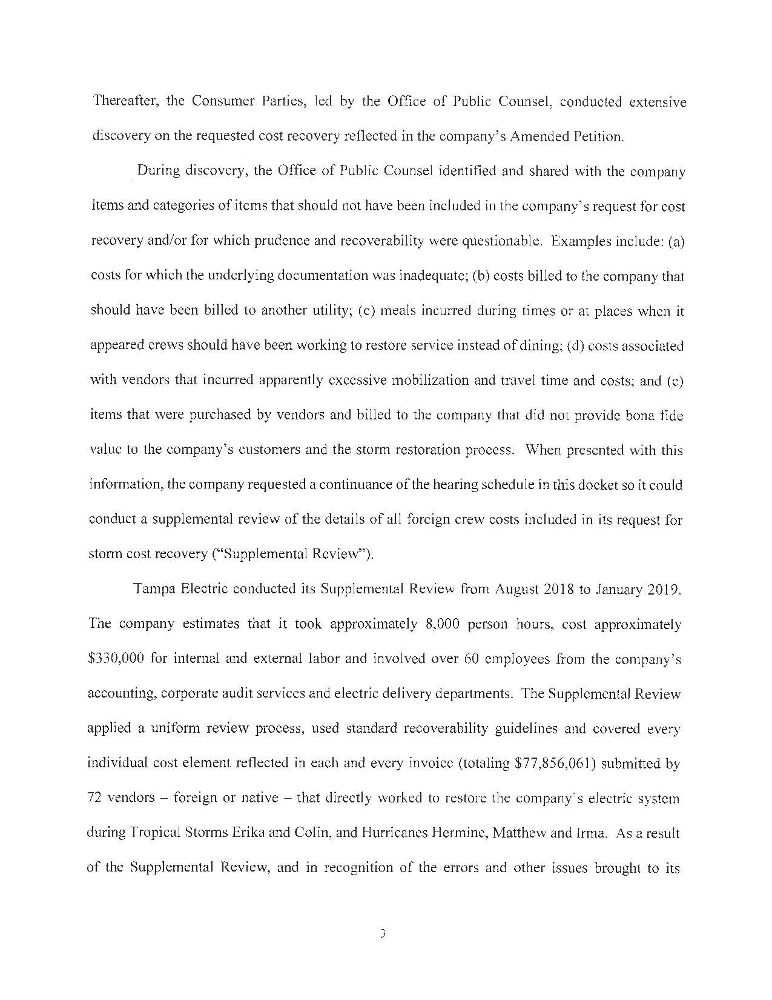 Thereafter, the Consumer Parties, led by the Office of Public Counsel, conducted extensive
discovery on the requested cost recovery reflected in the company's Amended Petition.
During discovery, the Office of Public Counsel identified and shared with the company
items and categories of items that should not have been included in the company's request for cost
recovery and/or for which prudence and recoverability were questionable. Examples include: (a)
costs for which the underlying documentation was inadequate; (b) costs billed to the company that
should have been billed to another utility; (c) meals incurred during times or at places when it
appeared crews should have been working to restore service instead of dining; (d) costs associated
with vendors that incurred apparently excessive mobilization and travel time and costs; and (e)
items that were purchased by vendors and billed to the company that did not provide bona fide
value to the company's customers and the storm restoration process. When presented with this
information, the company requested a continuance of the hearing schedule in this docket so it could
conduct a supplemental review of the details of all foreign crew costs included in its request for
storm cost recovery ("Supplemental Review").
Tampa Electric conducted its Supplemental Review from August 2018 to January 2019.
The company estimates that it took approximately 8,000 person hours, cost approximately
$330,000 for internal and external labor and involved over 60 employees from the company's
accounting, corporate audit services and electric delivery departments. The Supplemental Review
applied a uniform review process, used standard recoverability guidelines and covered every
individual cost element reflected in each and every invoice (totaling $77,856,061) submitted by
72 vendors – foreign or native – that directly worked to restore the company's electric system
during Tropical Storms Erika and Colin, and Hurricanes Hermine, Matthew and Irma. As a result
of the Supplemental Review, and in recognition of the errors and other issues brought to its
3